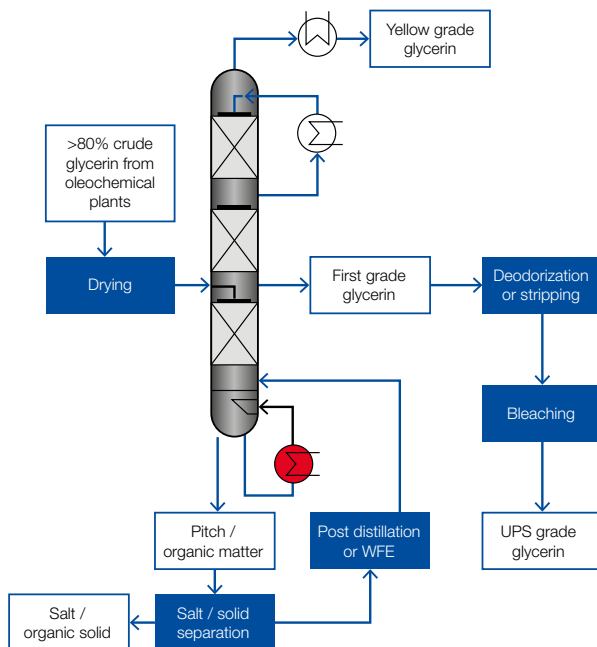 Yellow grade
glycerin
>80% crude
glycerin from
oleochemical
plants
Drying
First grade
glycerin
Deodorization
or stripping
Bleaching
UPS grade
glycerin
Pitch /
organic matter
Post distillation
or WFE
Salt /
organic solid
Salt / solid
separation